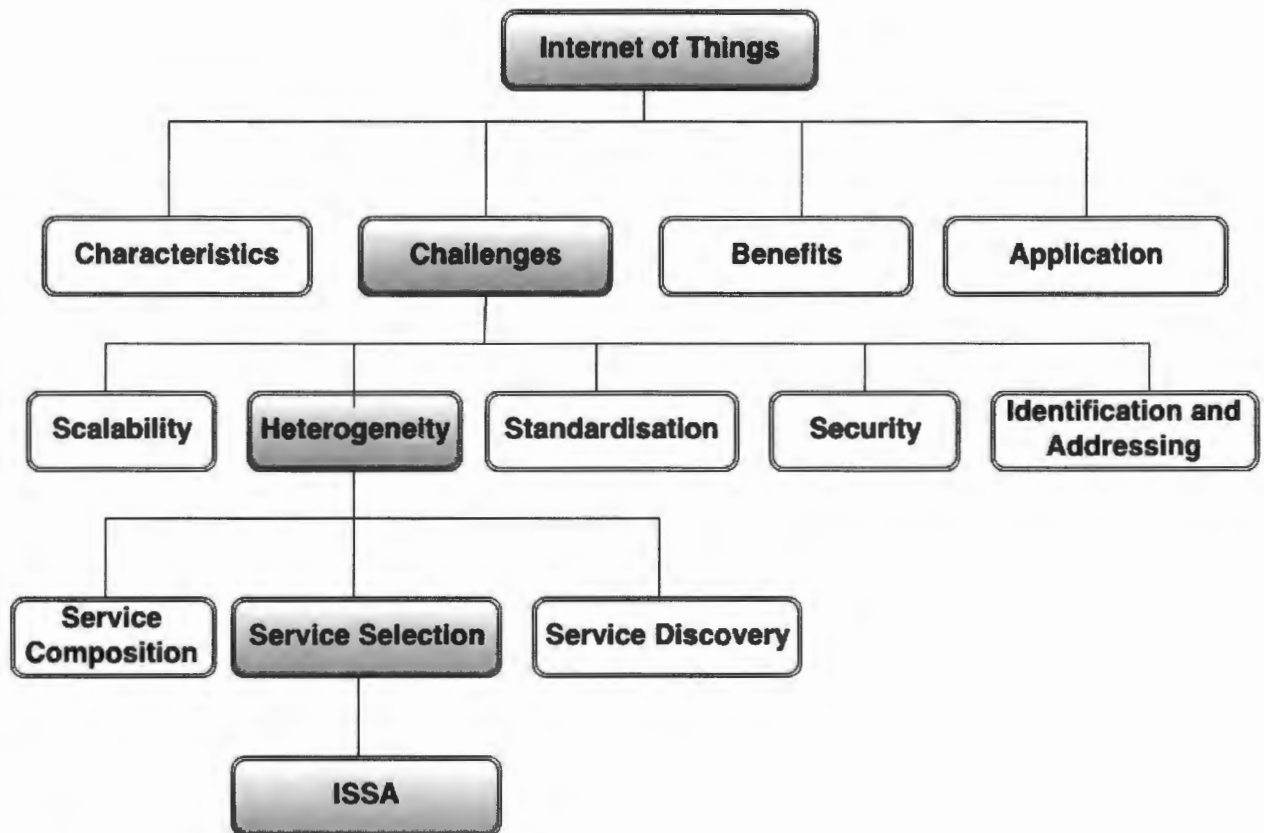 Internet of Things
Characteristics
Challenges
Benefits
Application
Scalability
Heterogeneity
Standardisation
Security
Identification and
Addressing
Service
Composition
Service Selection
Service Discovery
ISSA